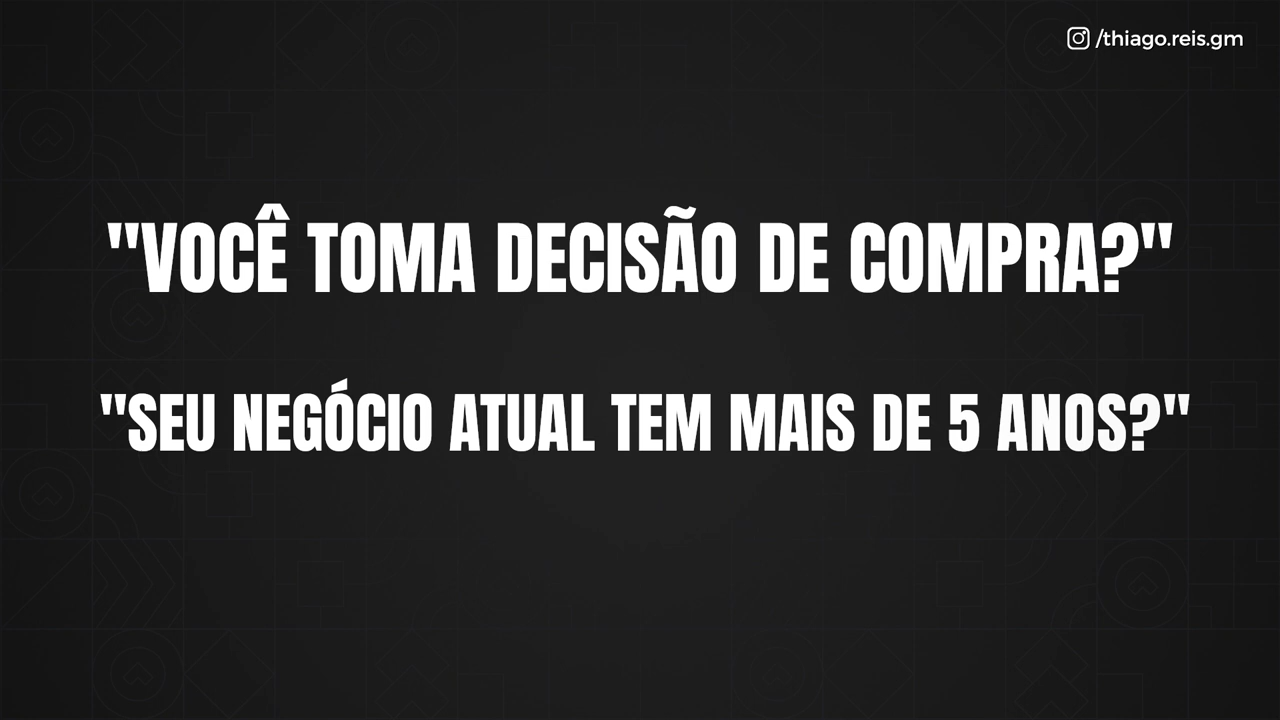 /thiago.reis.gm
"VOCÊ TOMA DECISÃO DE COMPRA?"
"SEU NEGÓCIO ATUAL TEM MAIS DE 5 ANOS?"